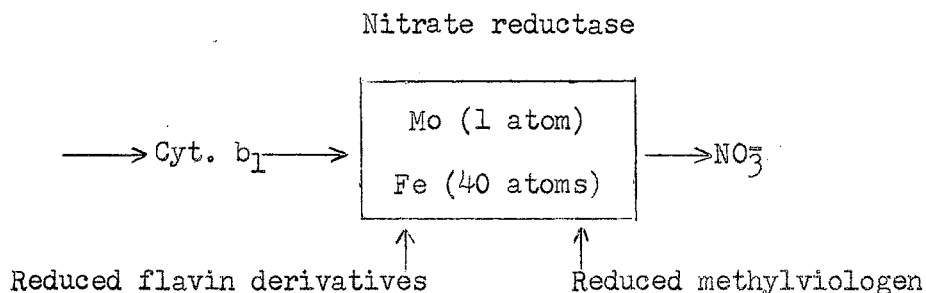 Nitrate reductase
Mo (1 atom)
Cyt. b₁ NO₃⁻
Fe (40 atoms)
Reduced flavin derivatives Reduced methylviologen